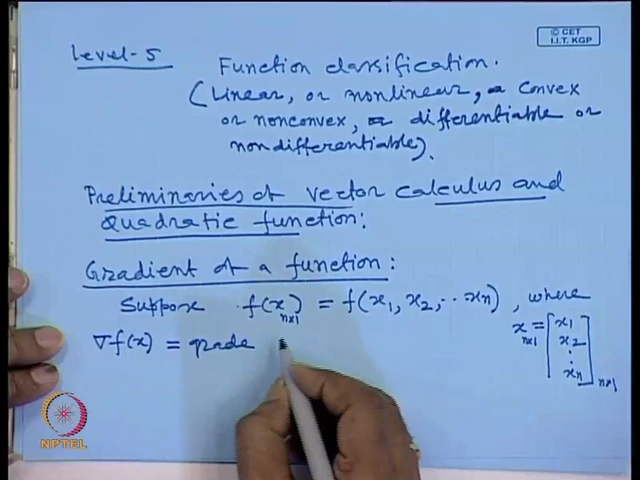 © CET
I.I.T. KGP
Level-5
Function classification.
(Linear, or nonlinear, convex
or nonconvex, differentiable or
nondifferentiable).
Preliminaries of vector calculus and
quadratic function:
Gradient of a function:
Suppose f(x) = f(x1, x2, ..xn), where
n×1
x = [x1
n×1
x2
⋮
xn] n×1
∇f(x) = grade
NPTEL